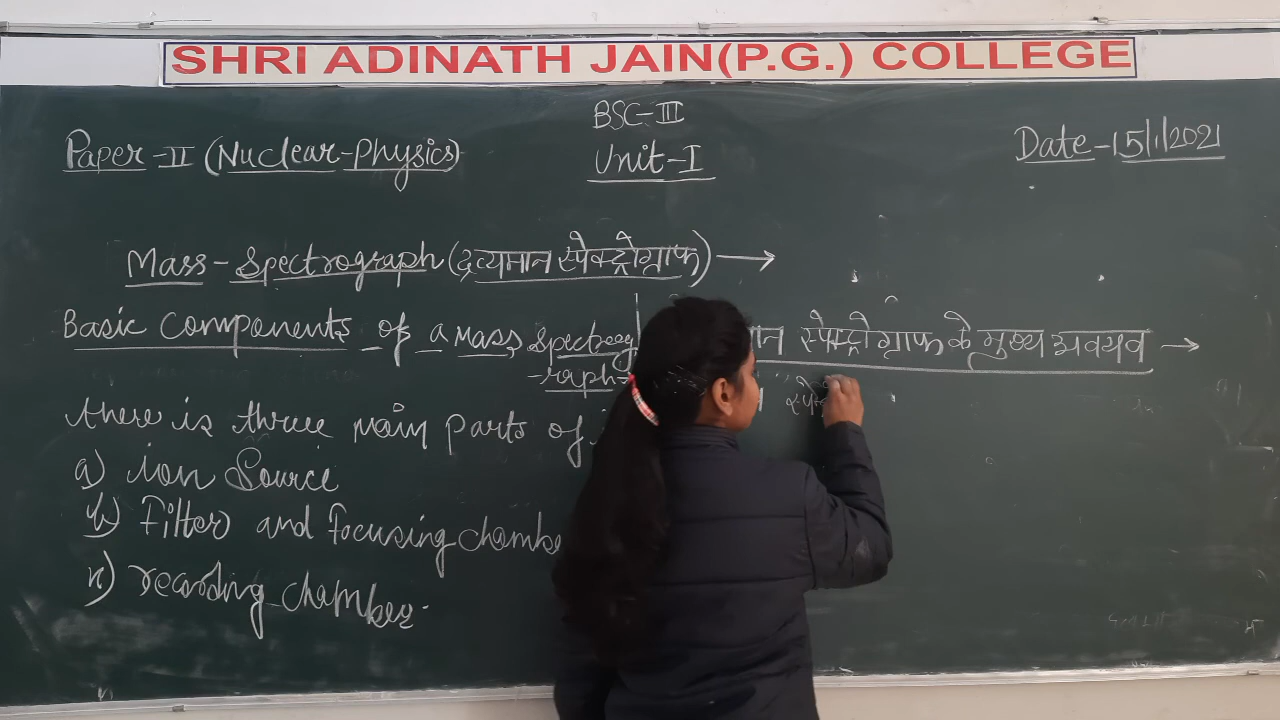 SHRI ADINATH JAIN(P.G.) COLLEGE
BSC-III
Paper-II (Nuclear-Physics)
Unit-I
Date-15/1/2021
Mass-Spectrograph (द्रव्यमान स्पेक्ट्रोग्राफ) →
Basic Components of a mass Spectrog
-raph-
स्पेक्ट्रोग्राफ के मुख्य अवयव →
there is three main parts of
a) ion Source
b) Filter and focusing
recording chamber.